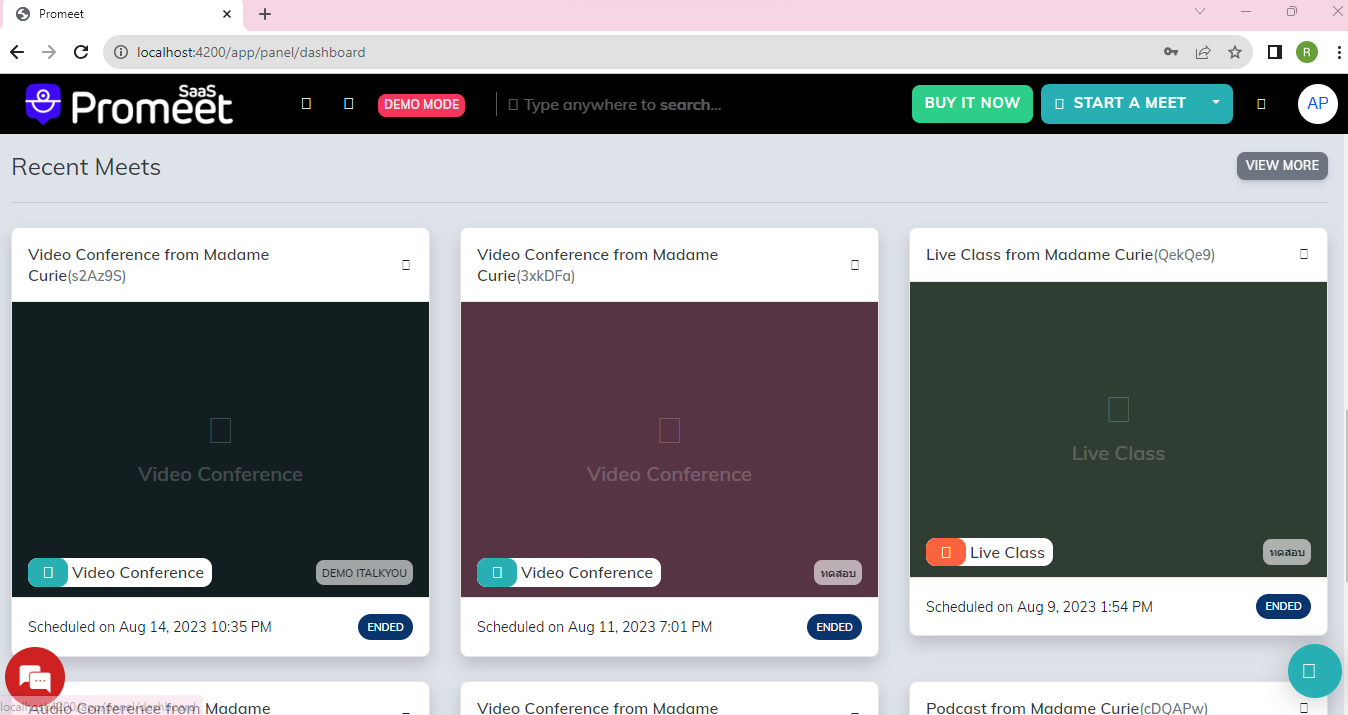 Promeet
localhost:4200/app/panel/dashboard
R
Promeet SaaS
DEMO MODE
Type anywhere to search...
BUY IT NOW
START A MEET
AP
Recent Meets
VIEW MORE
Video Conference from Madame
Curie(s2Az9S)
Video Conference
Video Conference
DEMO ITALKYOU
Scheduled on Aug 14, 2023 10:35 PM
ENDED
Video Conference from Madame
Curie(3xkDFa)
Video Conference
Video Conference
ทดสอบ
Scheduled on Aug 11, 2023 7:01 PM
ENDED
Live Class from Madame Curie(QekQe9)
Live Class
Live Class
ทดสอบ
Scheduled on Aug 9, 2023 1:54 PM
ENDED
Audio Conference from Madame
Video Conference from Madame
Podcast from Madame Curie(cDQAPw)
localhost:4200/app/panel/dashboard